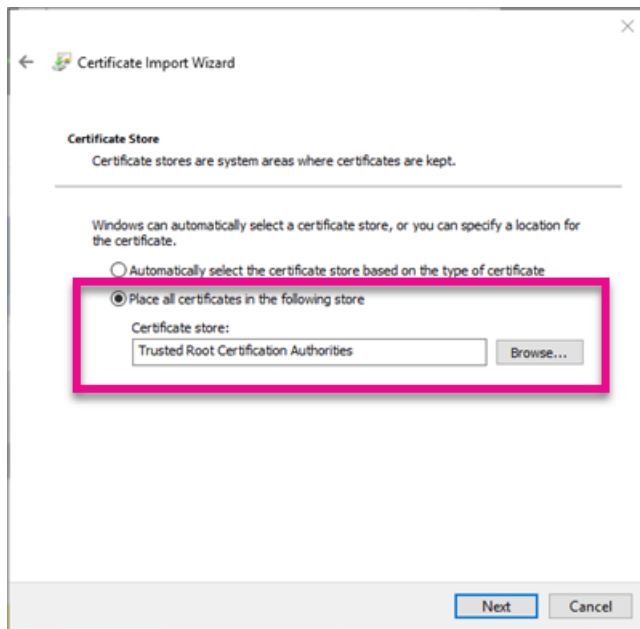 Certificate Import Wizard
Certificate Store
Certificate stores are system areas where certificates are kept.
Windows can automatically select a certificate store, or you can specify a location for
the certificate.
Automatically select the certificate store based on the type of certificate
Place all certificates in the following store
Certificate store:
Trusted Root Certification Authorities
Browse...
Next
Cancel